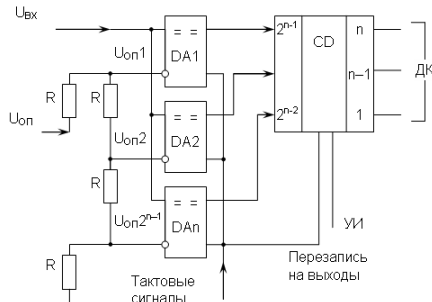 Uвх
= =
2ⁿ⁻¹
CD
n
Uоп1
DA1
R
R
= =
n–1
ДК
Uоп
Uоп2
DA2
2ⁿ⁻²
1
R
= =
Uоп2ⁿ⁻¹
DAn
УИ
R
Перезапись
на выходы
Тактовые
сигналы